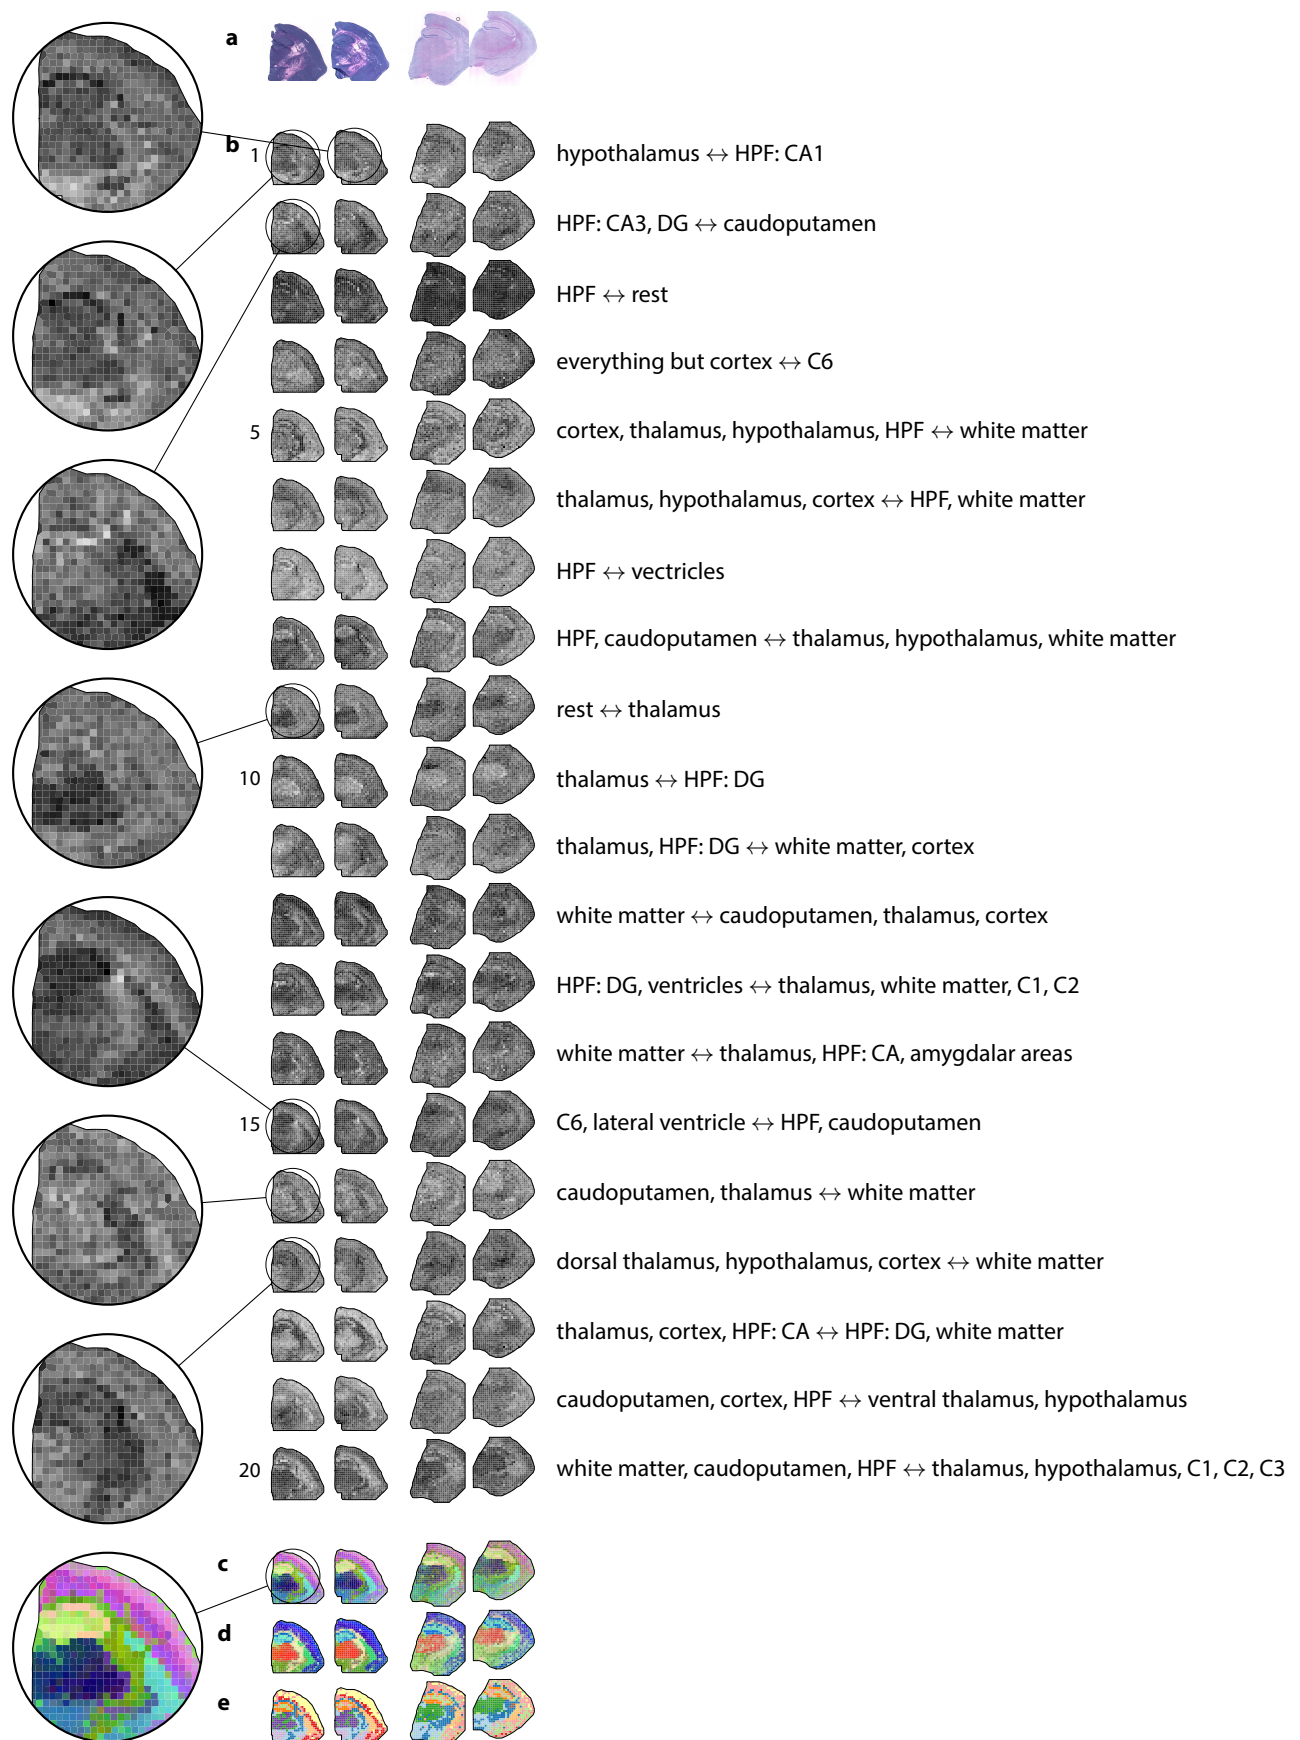 a
b
1 hypothalamus ↔ HPF: CA1
HPF: CA3, DG ↔ caudoputamen
HPF ↔ rest
everything but cortex ↔ C6
5 cortex, thalamus, hypothalamus, HPF ↔ white matter
thalamus, hypothalamus, cortex ↔ HPF, white matter
HPF ↔ vectricles
HPF, caudoputamen ↔ thalamus, hypothalamus, white matter
rest ↔ thalamus
10 thalamus ↔ HPF: DG
thalamus, HPF: DG ↔ white matter, cortex
white matter ↔ caudoputamen, thalamus, cortex
HPF: DG, ventricles ↔ thalamus, white matter, C1, C2
white matter ↔ thalamus, HPF: CA, amygdalar areas
15 C6, lateral ventricle ↔ HPF, caudoputamen
caudoputamen, thalamus ↔ white matter
dorsal thalamus, hypothalamus, cortex ↔ white matter
thalamus, cortex, HPF: CA ↔ HPF: DG, white matter
caudoputamen, cortex, HPF ↔ ventral thalamus, hypothalamus
20 white matter, caudoputamen, HPF ↔ thalamus, hypothalamus, C1, C2, C3
c
d
e